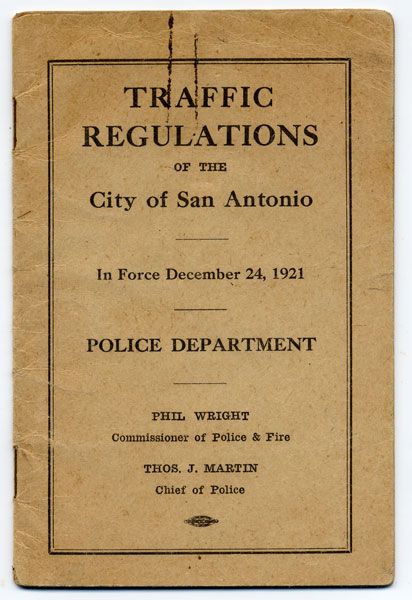 TRAFFIC
REGULATIONS
OF THE
City of San Antonio
In Force December 24, 1921
POLICE DEPARTMENT
PHIL WRIGHT
Commissioner of Police & Fire
THOS. J. MARTIN
Chief of Police